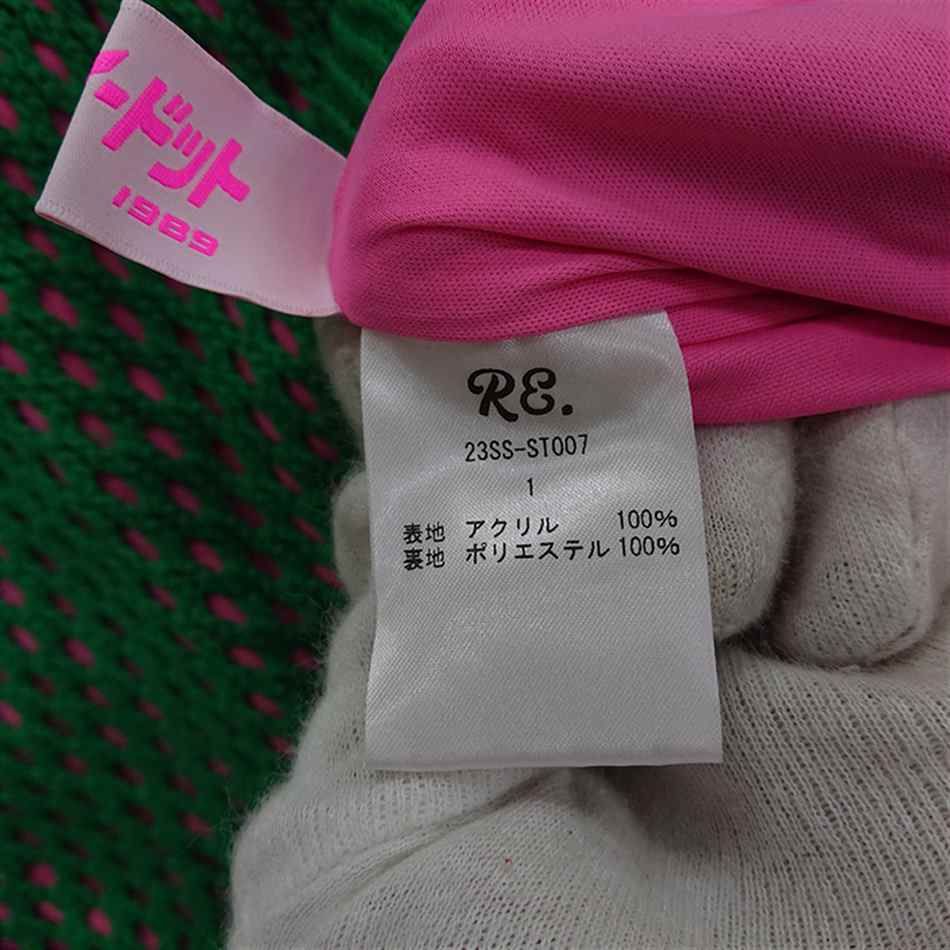 ードット
1989
RE.
23SS-ST007
1
表地 アクリル 100%
裏地 ポリエステル 100%